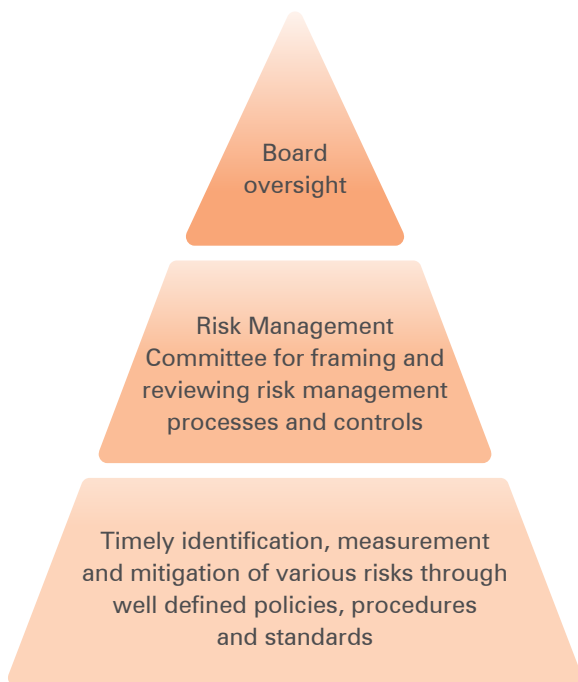 Board
oversight
Risk Management
Committee for framing and
reviewing risk management
processes and controls
Timely identification, measurement
and mitigation of various risks through
well defined policies, procedures
and standards